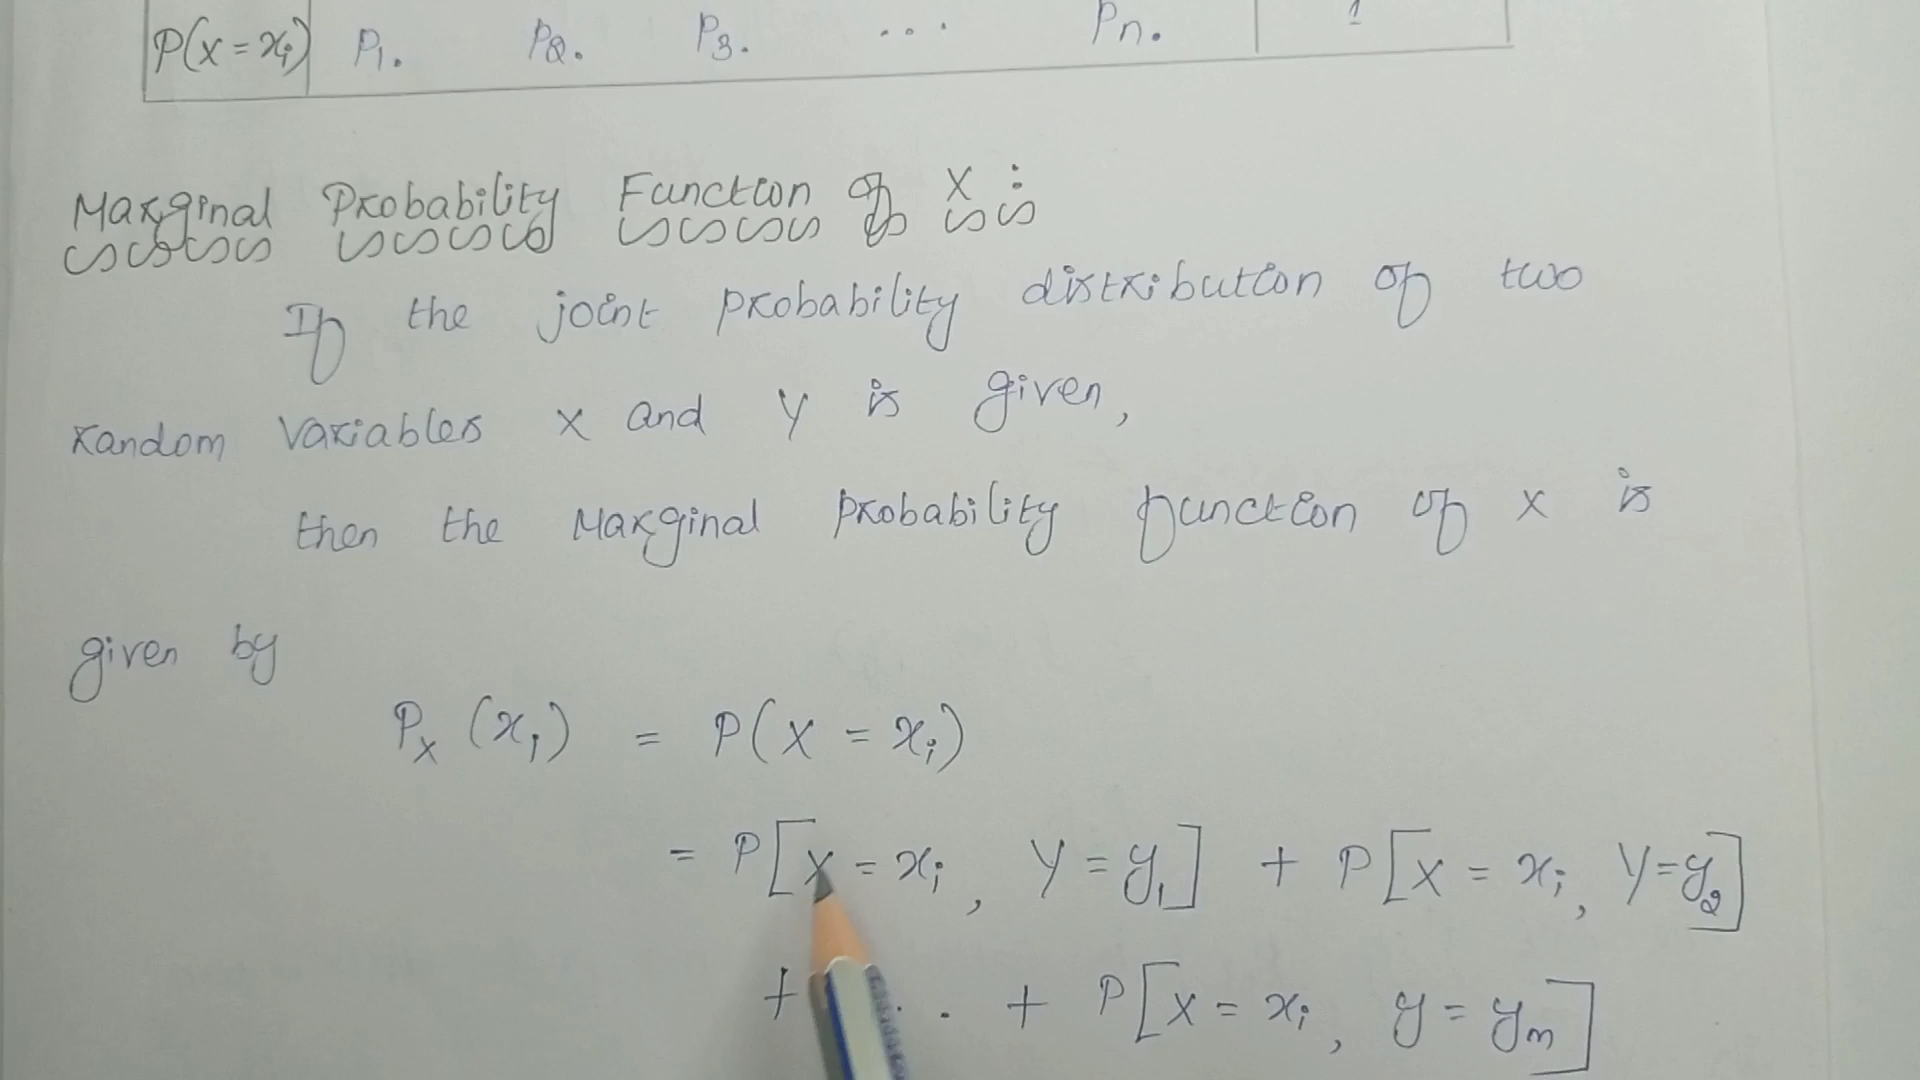 P(X = xi) P1. P2. P3. ... Pn. 1
Marginal Probability Function of X :
If the joint probability distribution of two
random variables X and Y is given,
then the Marginal probability function of X is
given by
Px (xi) = P(X = xi)
= P[X = xi, Y = y1] + P[X = xi, Y = y2]
+ . . + P[X = xi, y = ym]